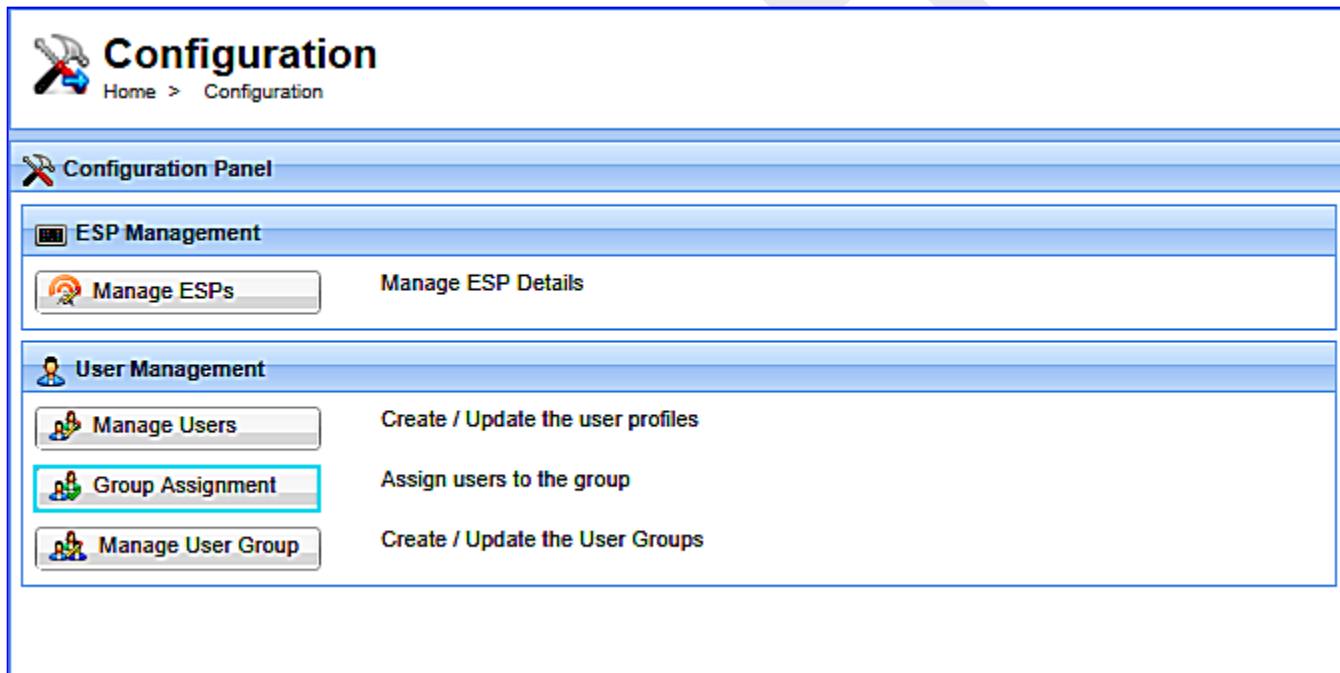 Configuration
Home > Configuration
Configuration Panel
ESP Management
Manage ESPs Manage ESP Details
User Management
Manage Users Create / Update the user profiles
Group Assignment Assign users to the group
Manage User Group Create / Update the User Groups